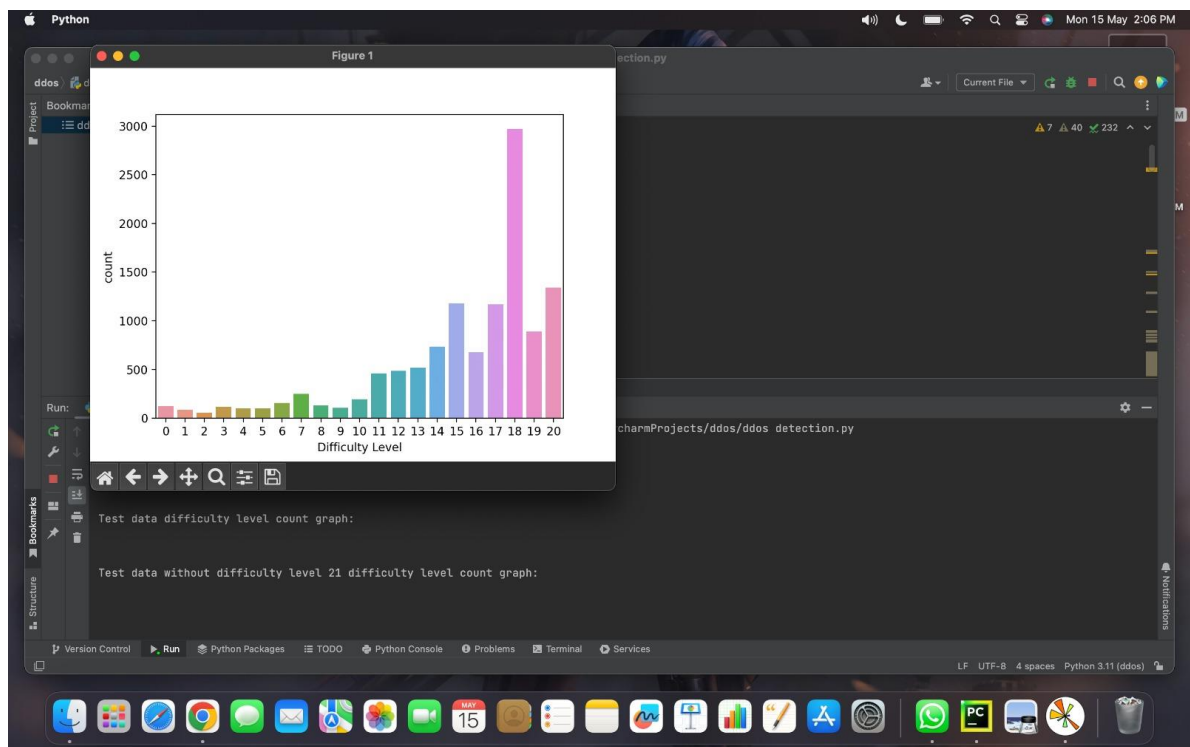 Python
Mon 15 May 2:06 PM
Figure 1
ection.py
ddos
Current File
Project
Bookmar
dd
7 40 232
M
M
3000
2500
2000
1500
1000
500
0
count
0 1 2 3 4 5 6 7 8 9 10 11 12 13 14 15 16 17 18 19 20
Difficulty Level
Run:
charmProjects/ddos/ddos detection.py
Test data difficulty level count graph:
Test data without difficulty level 21 difficulty level count graph:
Bookmarks
Structure
Notifications
Version Control Run Python Packages TODO Python Console Problems Terminal Services
LF UTF-8 4 spaces Python 3.11 (ddos)
MAY
15
PC